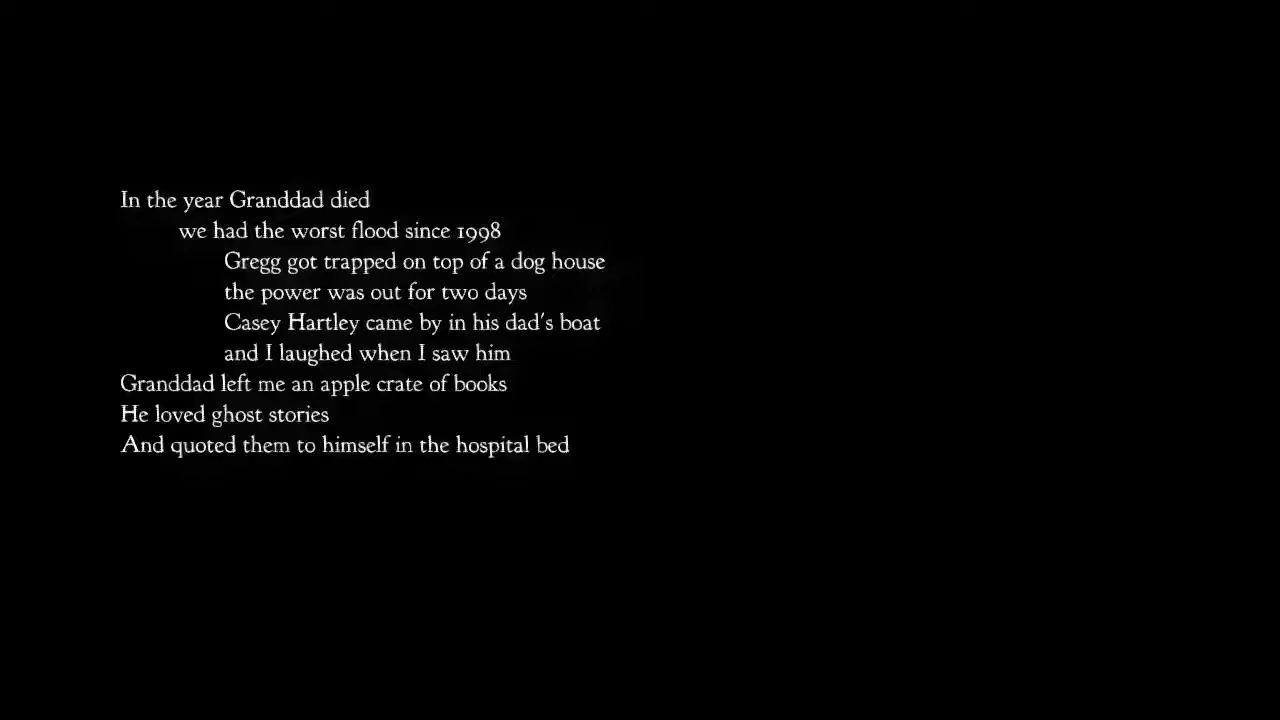 In the year Granddad died
we had the worst flood since 1998
Gregg got trapped on top of a dog house
the power was out for two days
Casey Hartley came by in his dad's boat
and I laughed when I saw him
Granddad left me an apple crate of books
He loved ghost stories
And quoted them to himself in the hospital bed